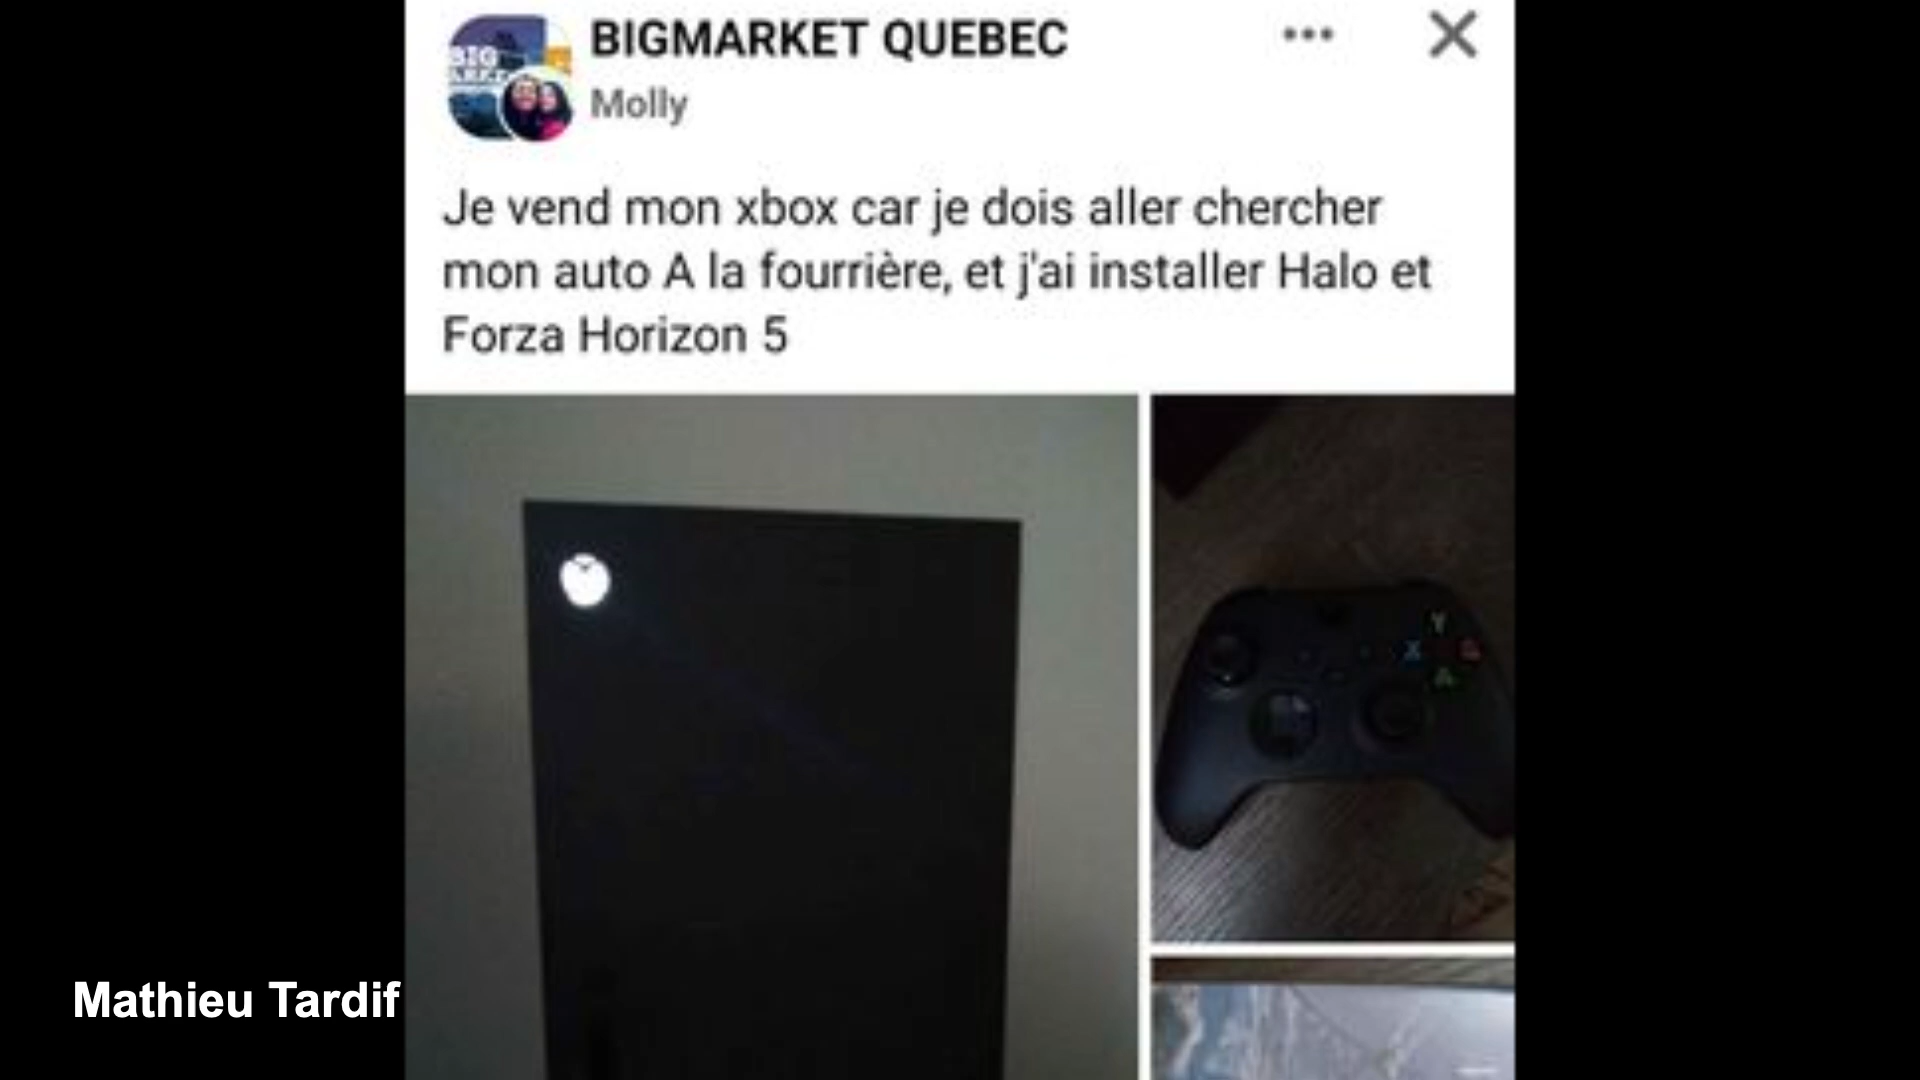 BIGMARKET QUEBEC
Molly
Je vend mon xbox car je dois aller chercher
mon auto A la fourrière, et j'ai installer Halo et
Forza Horizon 5
Y
X
B
A
Mathieu Tardif